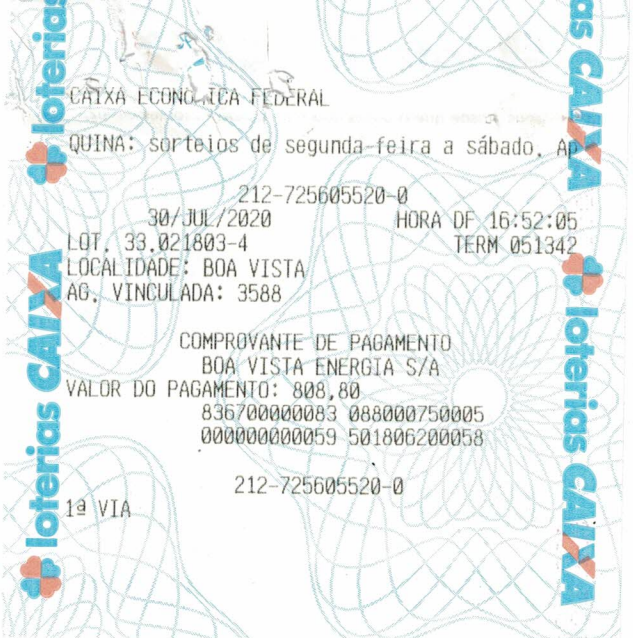 CAIXA ECONOMICA FEDERAL
QUINA: sorteios de segunda-feira a sábado. Ap
212-725605520-0
30/JUL/2020 HORA DF 16:52:05
LOT. 33.021803-4 TERM 051342
LOCALIDADE: BOA VISTA
AG. VINCULADA: 3588
COMPROVANTE DE PAGAMENTO
BOA VISTA ENERGIA S/A
VALOR DO PAGAMENTO: 808,80
836700000083 088000750005
000000000059 501806200058
212-725605520-0
1ª VIA
loterias
loterias CAIXA
as CAIXA
loterias CAIXA